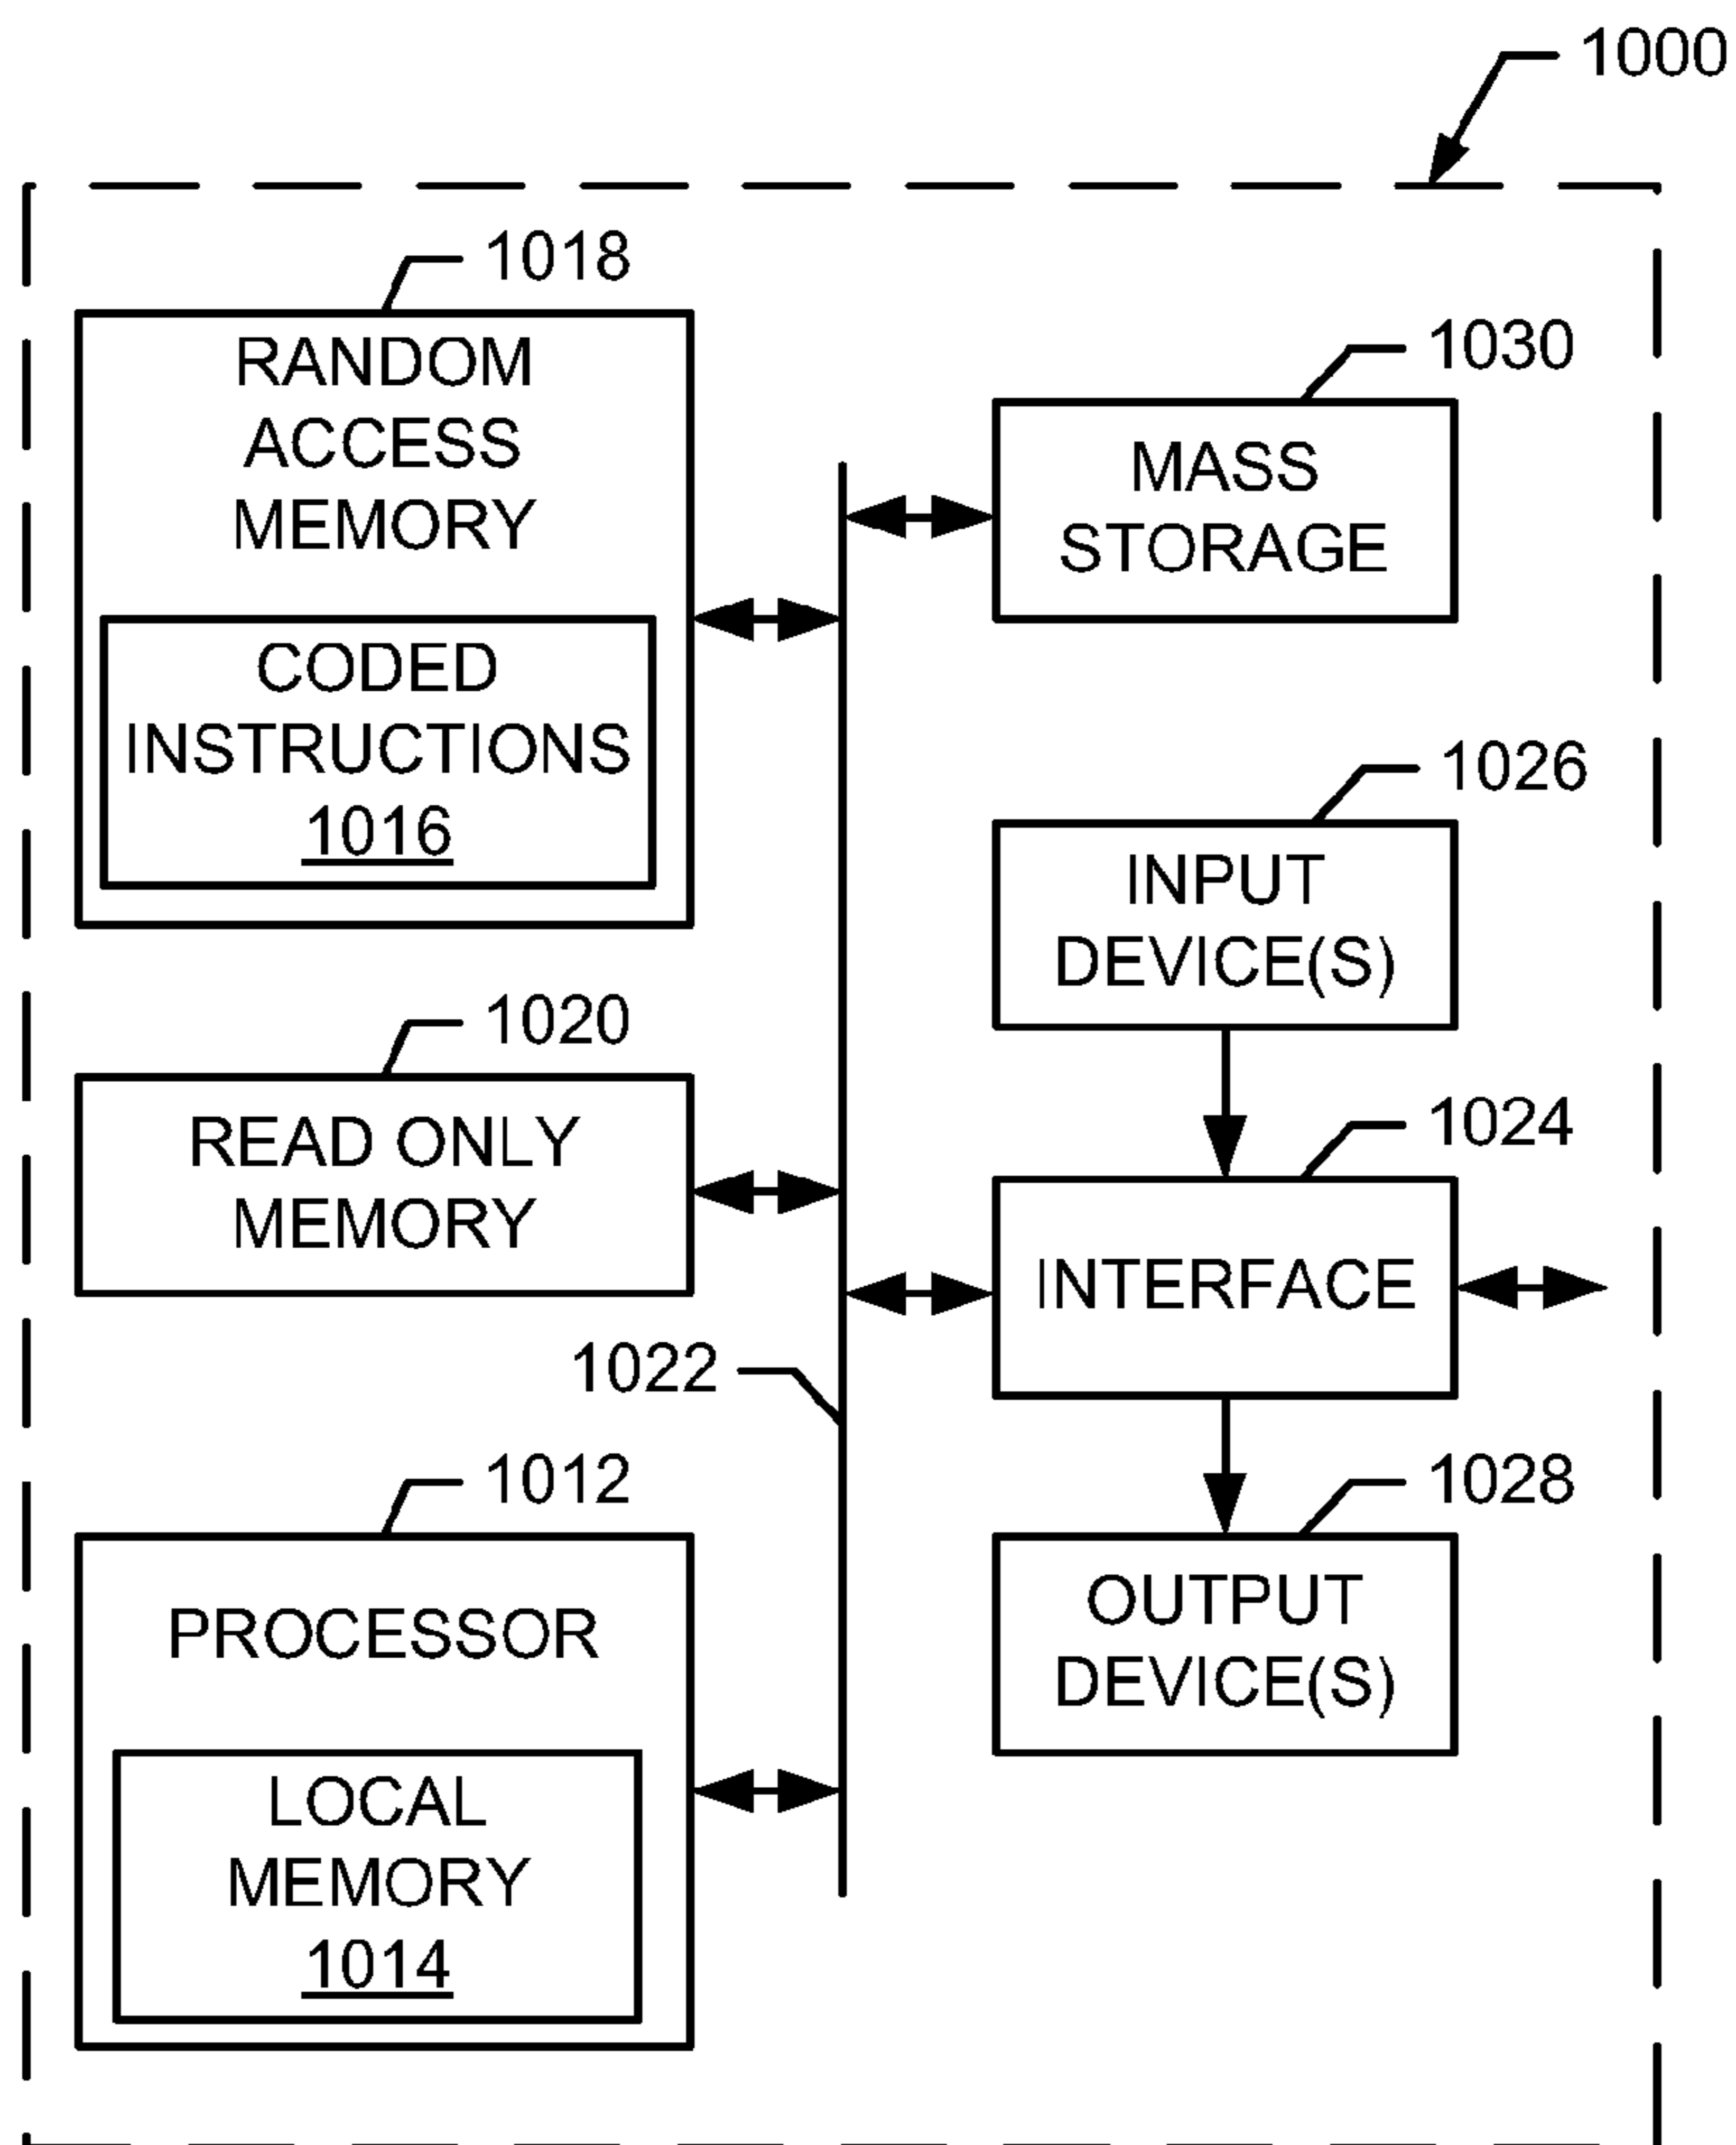 1000
1018
RANDOM
ACCESS
MEMORY
CODED
INSTRUCTIONS
1016
1020
READ ONLY
MEMORY
1022
1012
PROCESSOR
LOCAL
MEMORY
1014
1030
MASS
STORAGE
1026
INPUT
DEVICE(S)
1024
INTERFACE
1028
OUTPUT
DEVICE(S)